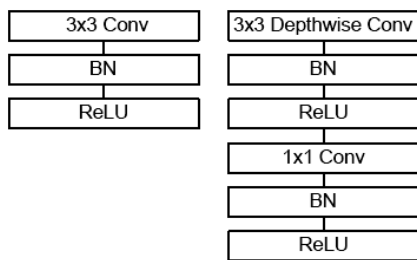 3x3 Conv
BN
ReLU
3x3 Depthwise Conv
BN
ReLU
1x1 Conv
BN
ReLU